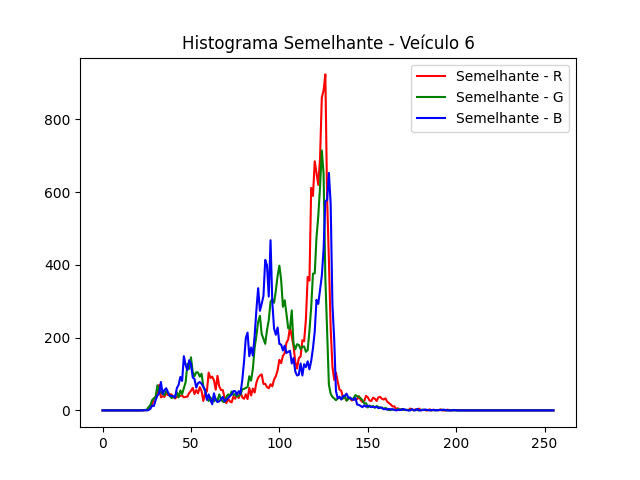 Histograma Semelhante - Veículo 6
Semelhante - R
Semelhante - G
Semelhante - B
800
600
400
200
0
0 50 100 150 200 250